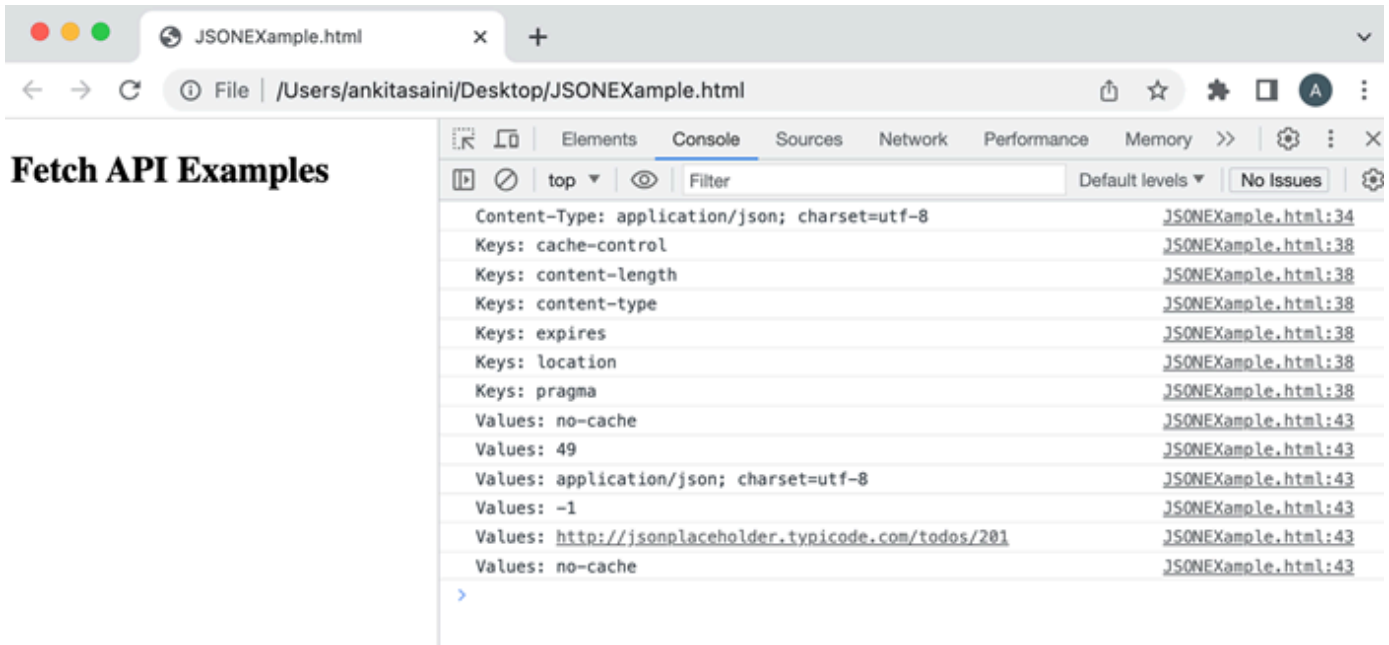 JSONEXample.html
File | /Users/ankitasaini/Desktop/JSONEXample.html
A
Fetch API Examples
Elements Console Sources Network Performance Memory
top Filter Default levels No Issues
Content-Type: application/json; charset=utf-8 JSONEXample.html:34
Keys: cache-control JSONEXample.html:38
Keys: content-length JSONEXample.html:38
Keys: content-type JSONEXample.html:38
Keys: expires JSONEXample.html:38
Keys: location JSONEXample.html:38
Keys: pragma JSONEXample.html:38
Values: no-cache JSONEXample.html:43
Values: 49 JSONEXample.html:43
Values: application/json; charset=utf-8 JSONEXample.html:43
Values: -1 JSONEXample.html:43
Values: http://jsonplaceholder.typicode.com/todos/201 JSONEXample.html:43
Values: no-cache JSONEXample.html:43